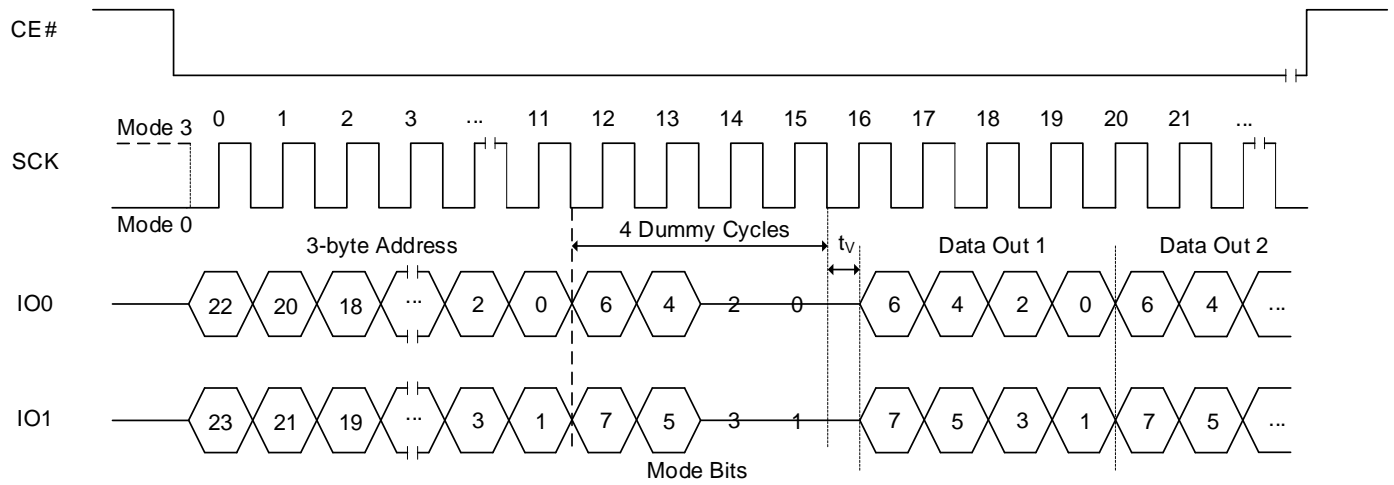 CE#
Mode 3 0 1 2 3 ... 11 12 13 14 15 16 17 18 19 20 21 ...
SCK
Mode 0
3-byte Address 4 Dummy Cycles tV Data Out 1 Data Out 2
IO0 22 20 18 ... 2 0 6 4 2 0 6 4 2 0 6 4 ...
IO1 23 21 19 ... 3 1 7 5 3 1 7 5 3 1 7 5 ...
Mode Bits